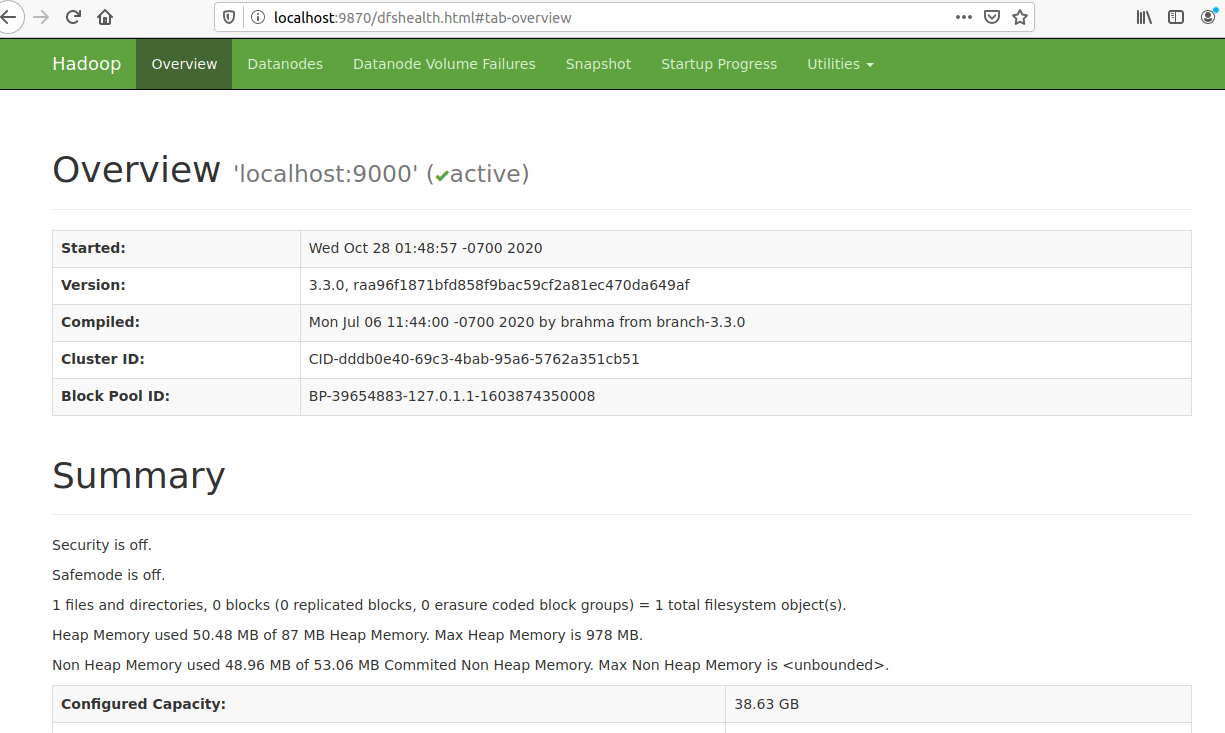 localhost:9870/dfshealth.html#tab-overview
Hadoop Overview Datanodes Datanode Volume Failures Snapshot Startup Progress Utilities
Overview 'localhost:9000' (✔active)
Started: Wed Oct 28 01:48:57 -0700 2020
Version: 3.3.0, raa96f1871bfd858f9bac59cf2a81ec470da649af
Compiled: Mon Jul 06 11:44:00 -0700 2020 by brahma from branch-3.3.0
Cluster ID: CID-dddb0e40-69c3-4bab-95a6-5762a351cb51
Block Pool ID: BP-39654883-127.0.1.1-1603874350008
Summary
Security is off.
Safemode is off.
1 files and directories, 0 blocks (0 replicated blocks, 0 erasure coded block groups) = 1 total filesystem object(s).
Heap Memory used 50.48 MB of 87 MB Heap Memory. Max Heap Memory is 978 MB.
Non Heap Memory used 48.96 MB of 53.06 MB Commited Non Heap Memory. Max Non Heap Memory is <unbounded>.
Configured Capacity: 38.63 GB